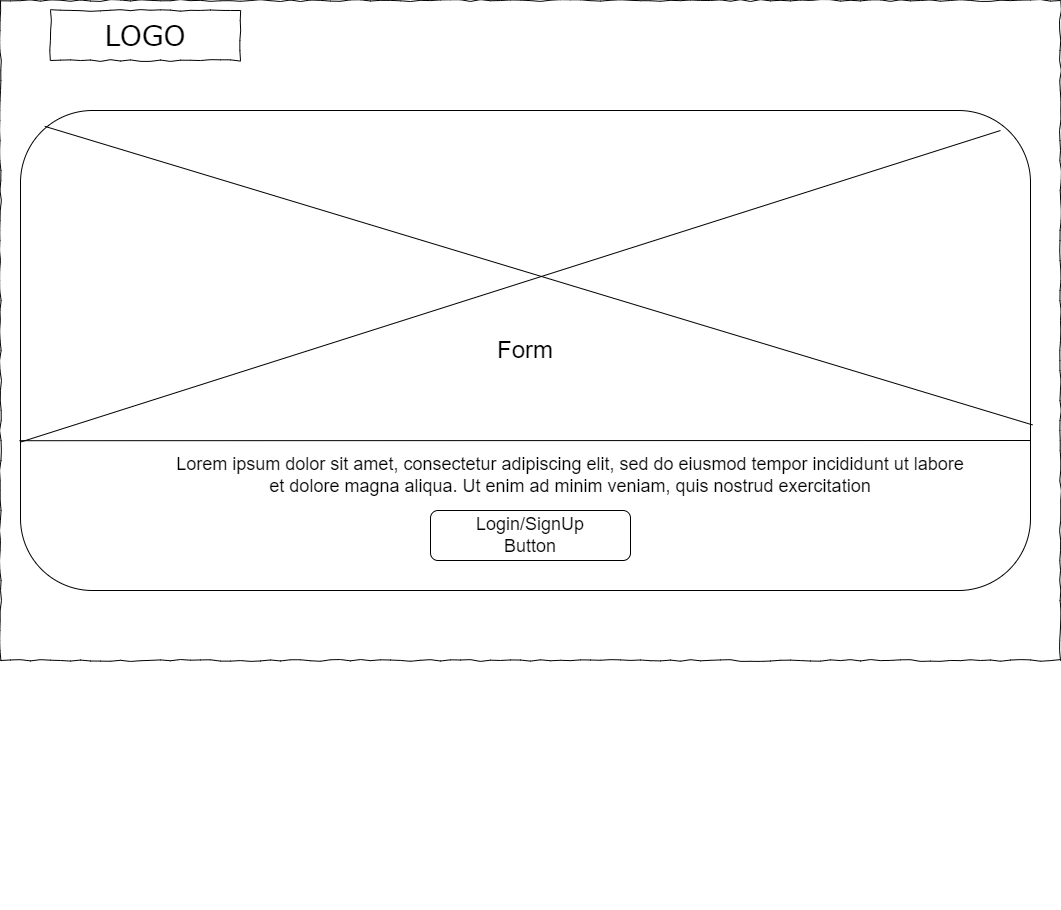 LOGO
Form
Lorem ipsum dolor sit amet, consectetur adipiscing elit, sed do eiusmod tempor incididunt ut labore
et dolore magna aliqua. Ut enim ad minim veniam, quis nostrud exercitation
Login/SignUp
Button